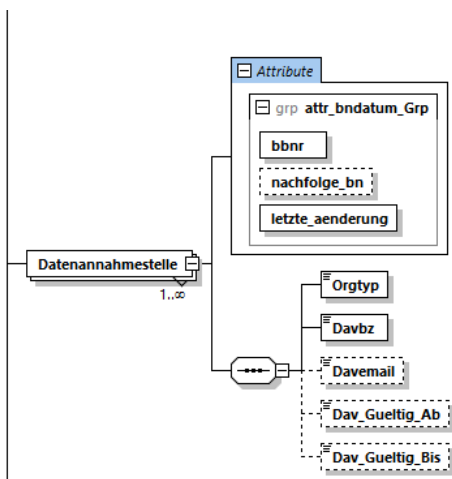 Attribute
grp attr_bndatum_Grp
bbnr
nachfolge_bn
letzte_aenderung
Datenannahmestelle
1..∞
Orgtyp
Davbz
Davemail
Dav_Gueltig_Ab
Dav_Gueltig_Bis